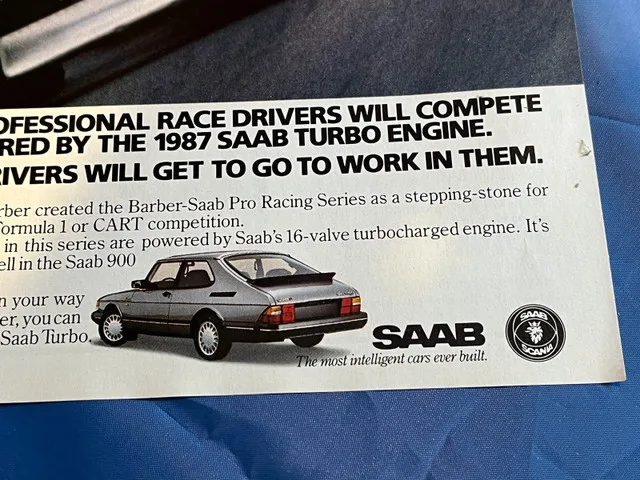 OFESSIONAL RACE DRIVERS WILL COMPETE
RED BY THE 1987 SAAB TURBO ENGINE.
RIVERS WILL GET TO GO TO WORK IN THEM.
rber created the Barber-Saab Pro Racing Series as a stepping-stone for
Formula 1 or CART competition.
in this series are powered by Saab's 16-valve turbocharged engine. It's
ell in the Saab 900
n your way
er, you can
Saab Turbo.
SAAB
The most intelligent cars ever built.
SAAB
SCANIA